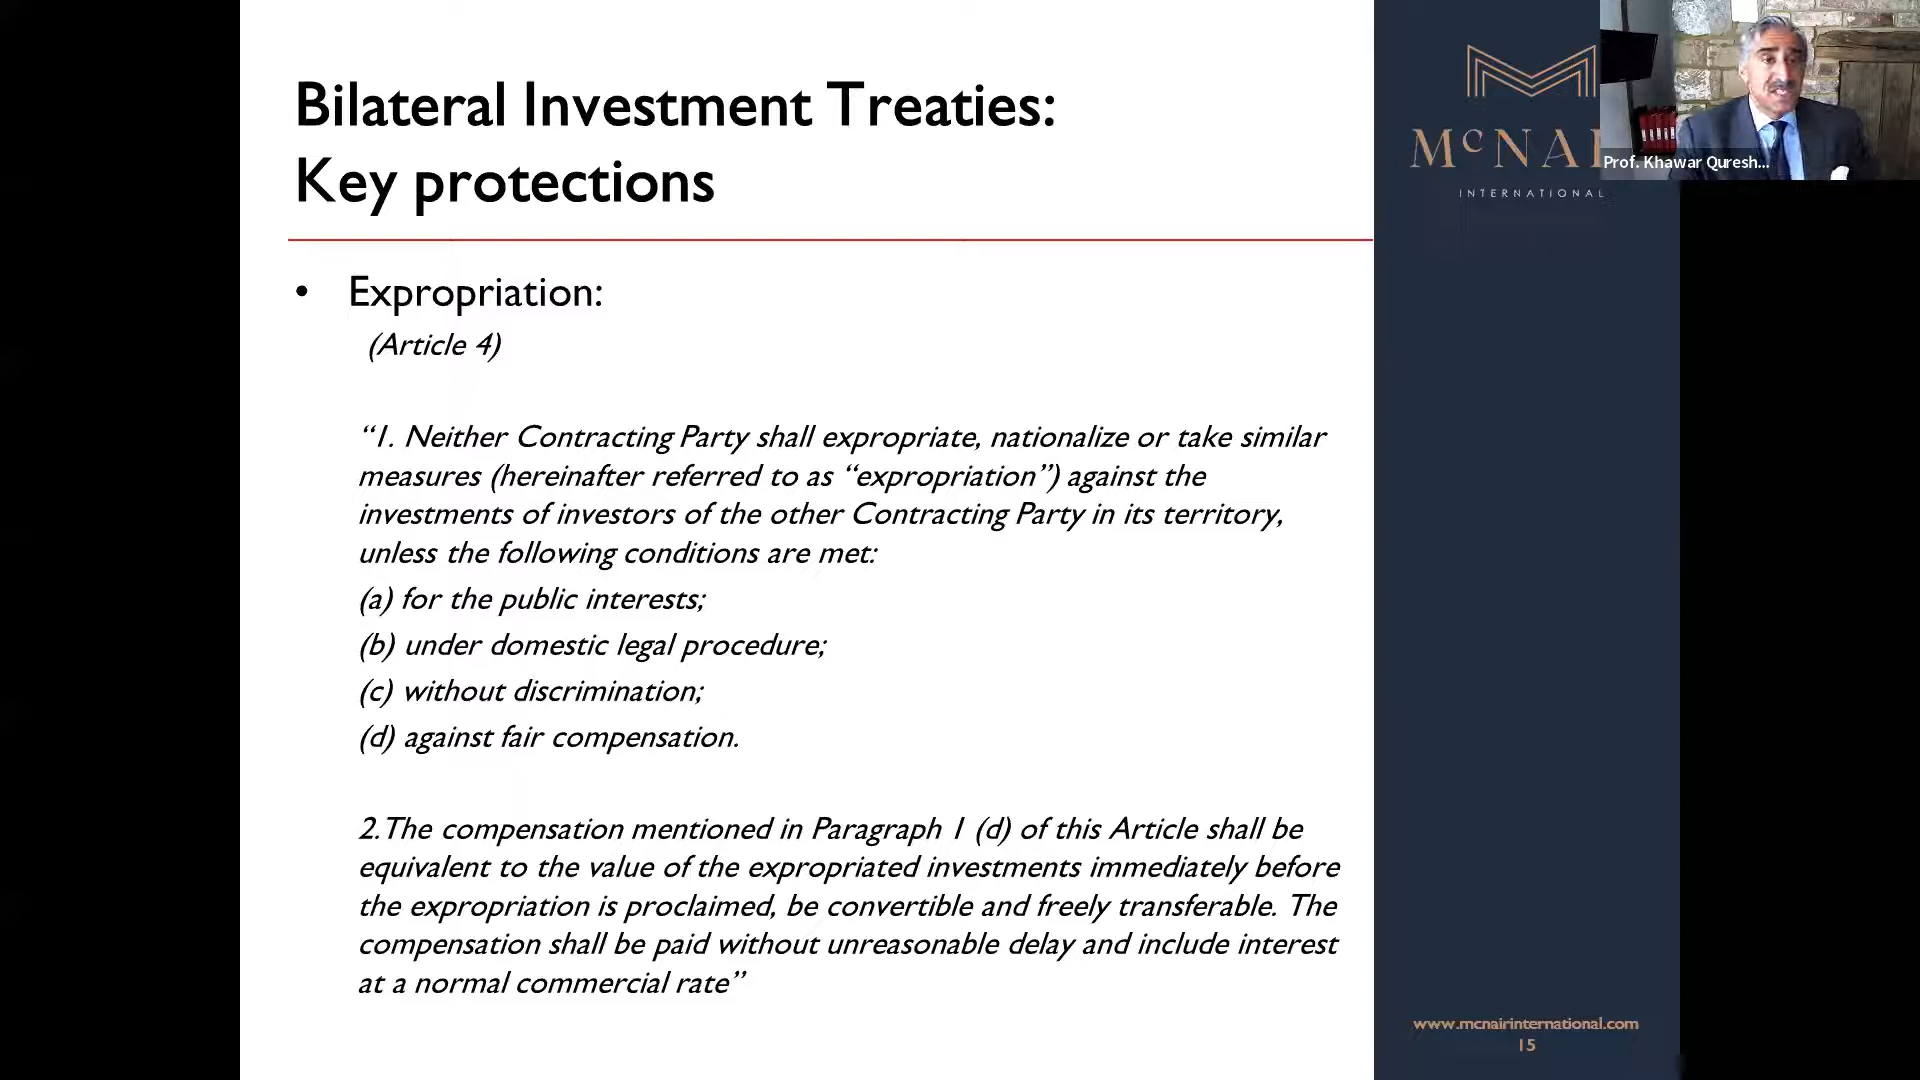 Bilateral Investment Treaties:
Key protections
• Expropriation:
(Article 4)
“1. Neither Contracting Party shall expropriate, nationalize or take similar
measures (hereinafter referred to as “expropriation”) against the
investments of investors of the other Contracting Party in its territory,
unless the following conditions are met:
(a) for the public interests;
(b) under domestic legal procedure;
(c) without discrimination;
(d) against fair compensation.
2.The compensation mentioned in Paragraph 1 (d) of this Article shall be
equivalent to the value of the expropriated investments immediately before
the expropriation is proclaimed, be convertible and freely transferable. The
compensation shall be paid without unreasonable delay and include interest
at a normal commercial rate”
McNAI
INTERNATIONAL
Prof. Khawar Quresh...
www.mcnairinternational.com
15